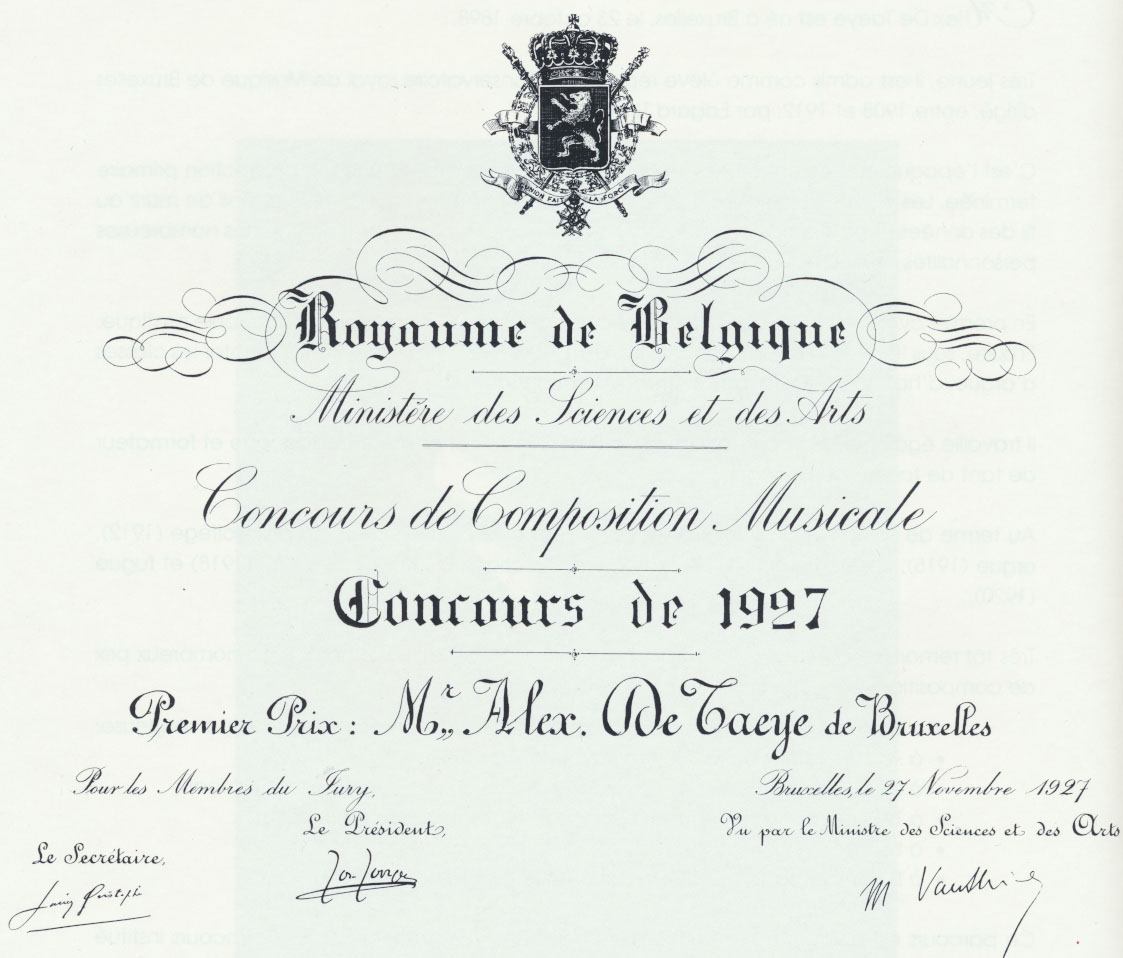 UNION FAIT LA FORCE
Royaume de Belgique
Ministère des Sciences et des Arts
Concours de Composition Musicale
Concours de 1927
Premier Prix : Mr. Alex. De Taeye de Bruxelles
Pour les Membres du Jury,
Bruxelles, le 27 Novembre 1927
Le Président,
Vu par le Ministre des Sciences et des Arts
Le Secrétaire,